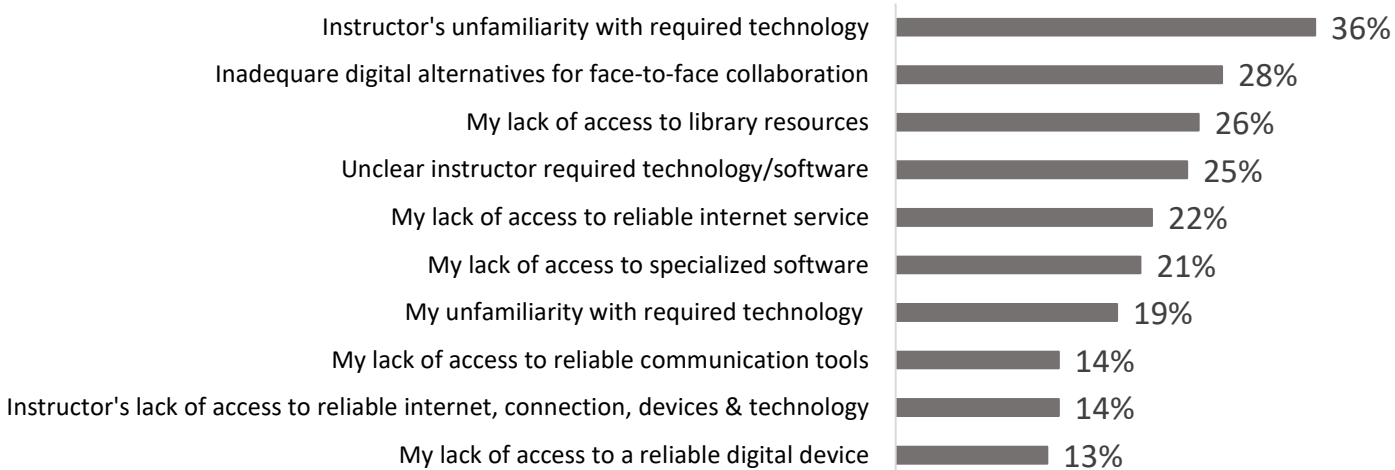 Instructor's unfamiliarity with required technology 36%
Inadequare digital alternatives for face-to-face collaboration 28%
My lack of access to library resources 26%
Unclear instructor required technology/software 25%
My lack of access to reliable internet service 22%
My lack of access to specialized software 21%
My unfamiliarity with required technology 19%
My lack of access to reliable communication tools 14%
Instructor's lack of access to reliable internet, connection, devices & technology 14%
My lack of access to a reliable digital device 13%